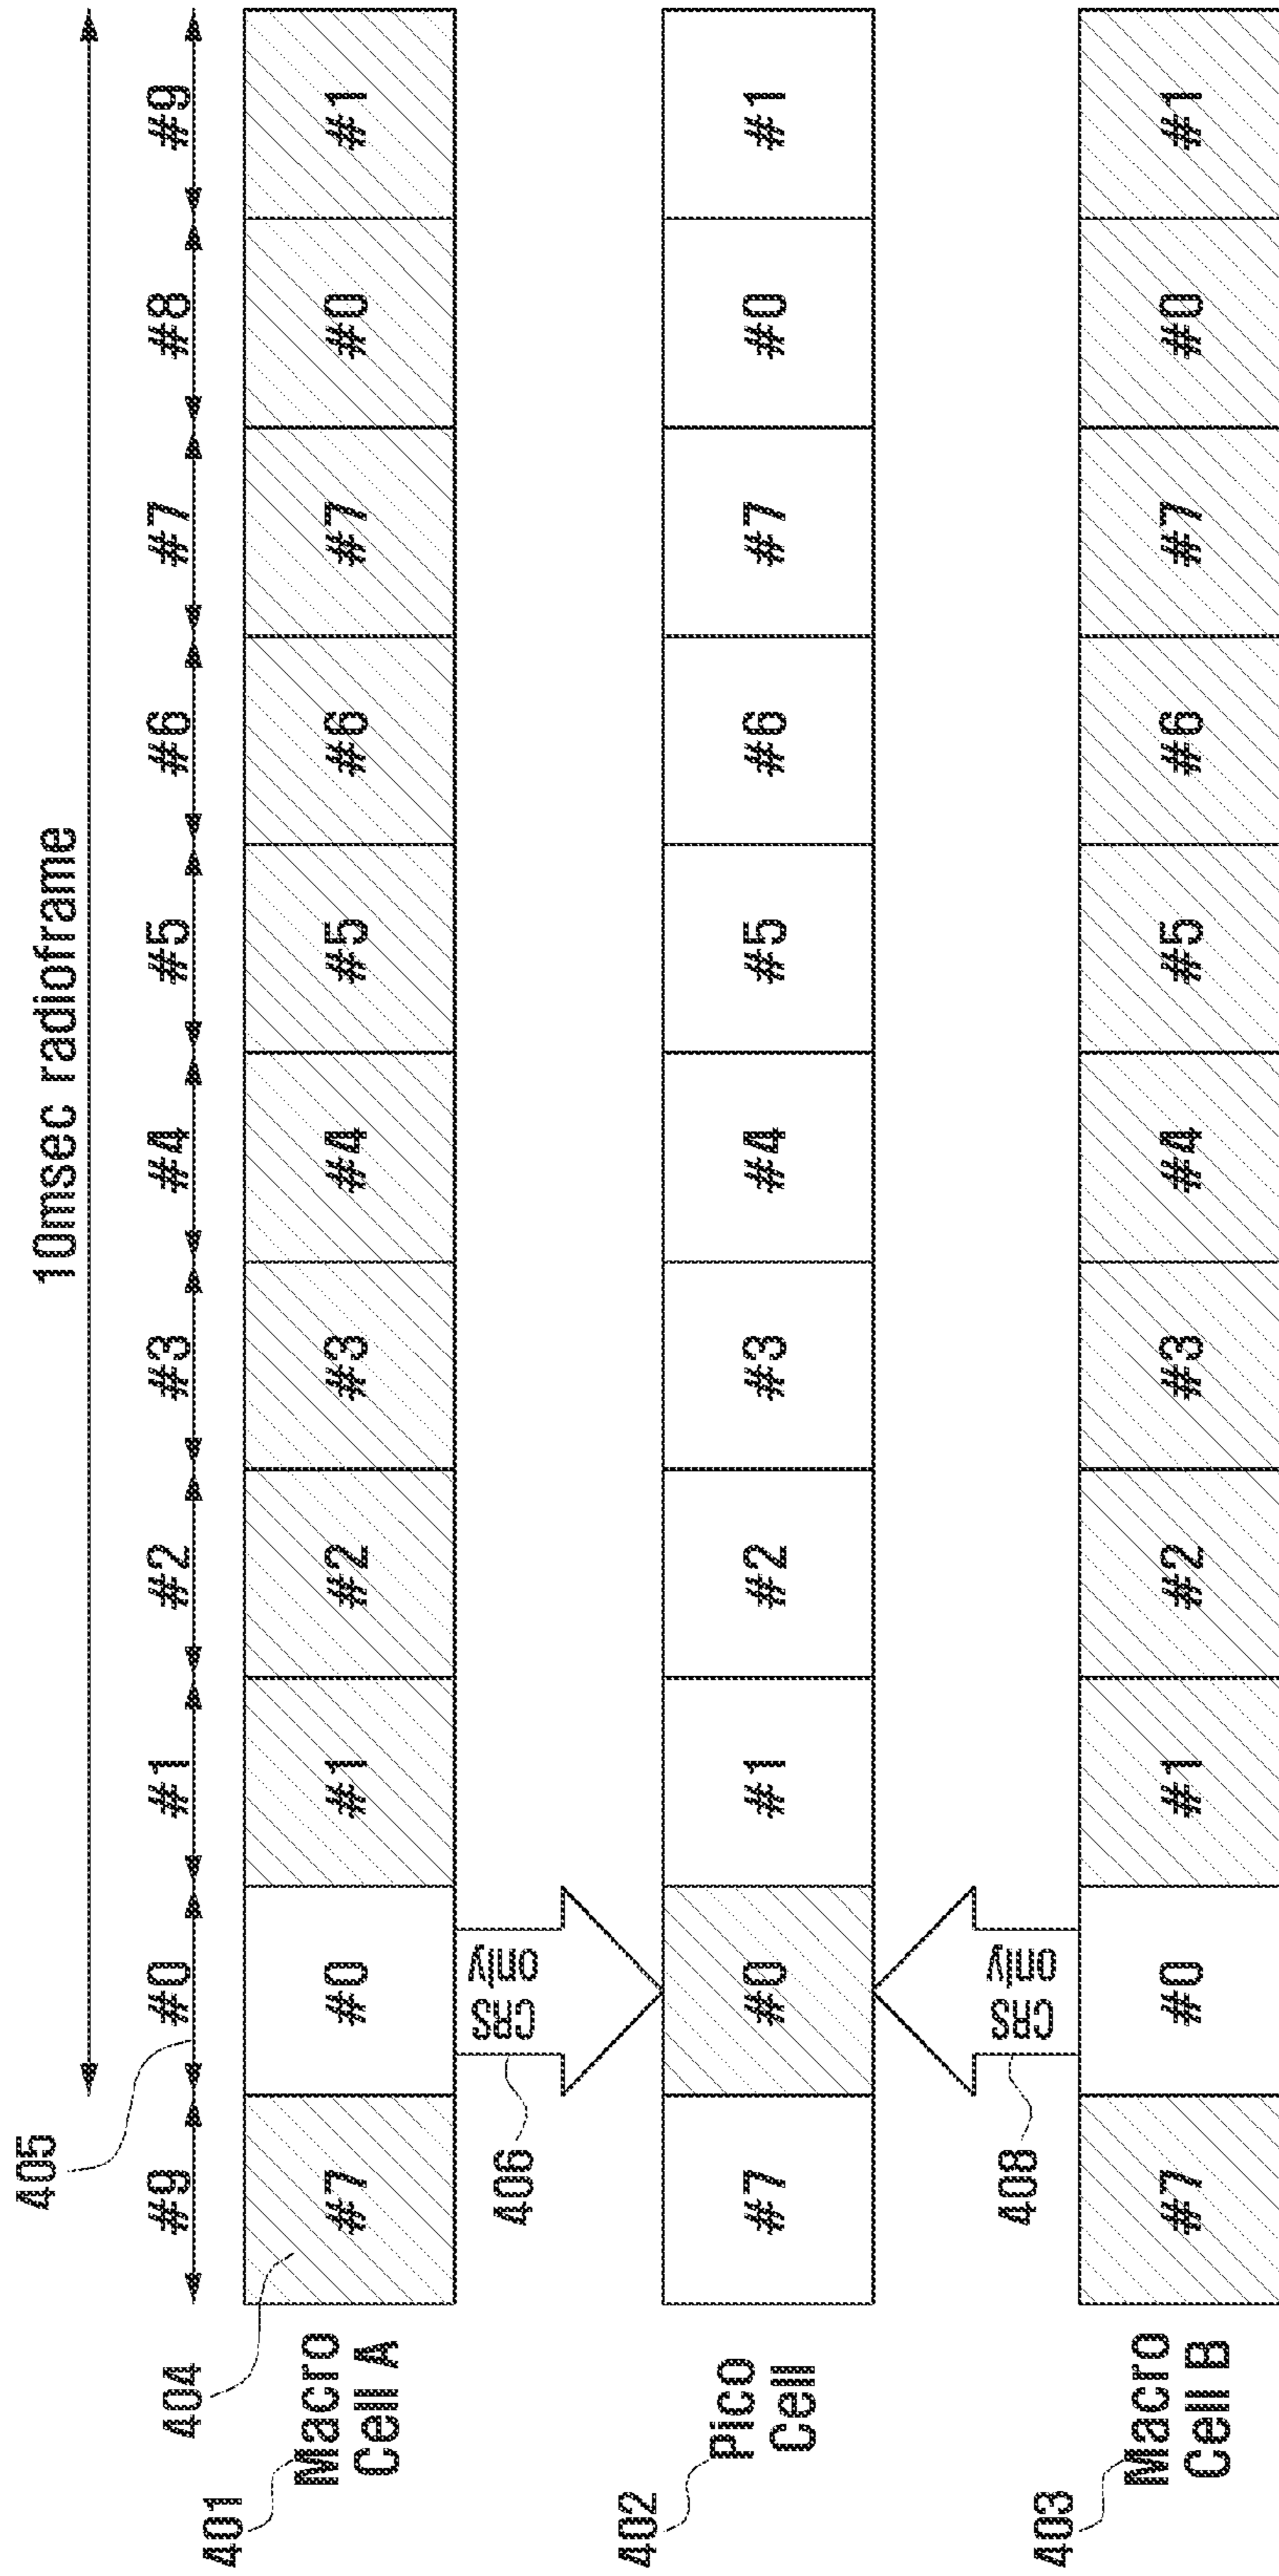 10msec radioframe
405
#9 #0 #1 #2 #3 #4 #5 #6 #7 #8 #9
404
401
Macro
Cell A
#7 #0 #1 #2 #3 #4 #5 #6 #7 #0 #1
406
CRS
only
402
Pico
Cell
#7 #0 #1 #2 #3 #4 #5 #6 #7 #0 #1
408
CRS
only
403
Macro
Cell B
#7 #0 #1 #2 #3 #4 #5 #6 #7 #0 #1